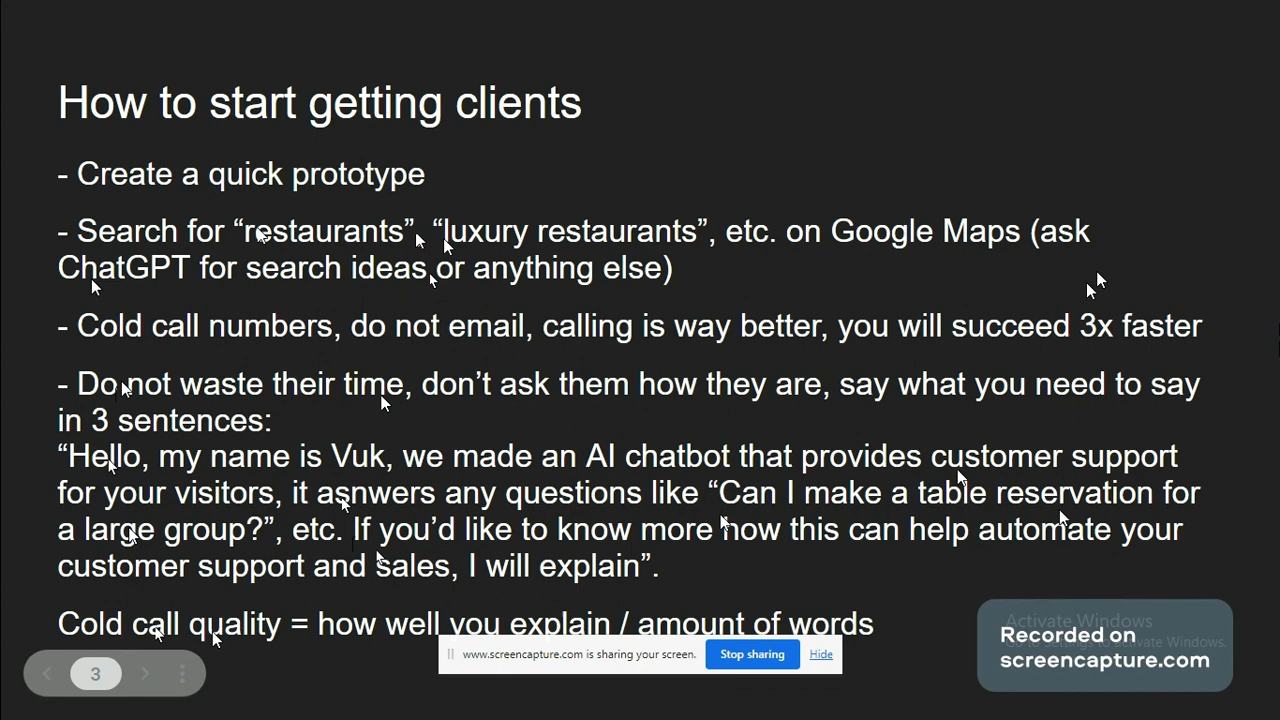 How to start getting clients
- Create a quick prototype
- Search for “restaurants”, “luxury restaurants”, etc. on Google Maps (ask
ChatGPT for search ideas or anything else)
- Cold call numbers, do not email, calling is way better, you will succeed 3x faster
- Do not waste their time, don’t ask them how they are, say what you need to say
in 3 sentences:
“Hello, my name is Vuk, we made an AI chatbot that provides customer support
for your visitors, it asnwers any questions like “Can I make a table reservation for
a large group?”, etc. If you’d like to know more how this can help automate your
customer support and sales, I will explain”.
Cold call quality = how well you explain / amount of words
www.screencapture.com is sharing your screen.
Stop sharing
Hide
3
Activate Windows
Go to Settings to activate Windows.
Recorded on
screencapture.com